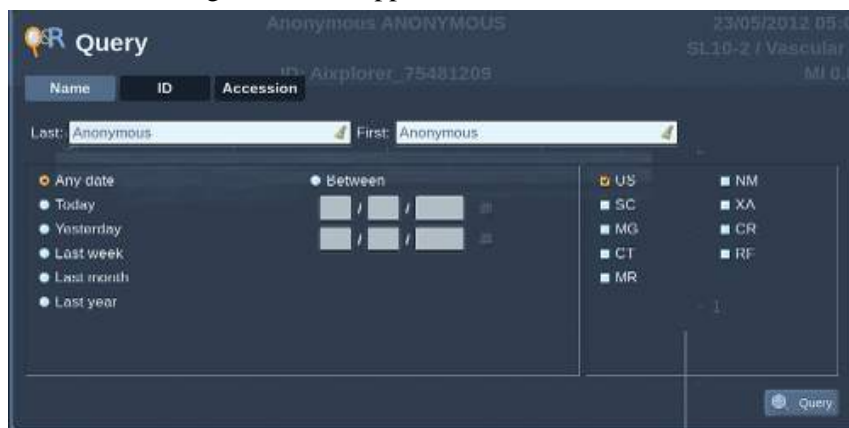 Anonymous ANONYMOUS
23/05/2012 05:
Query
SL10-2 / Vascular
ID: Aixplorer_75481209
MI 0.
Name ID Accession
Last: Anonymous First: Anonymous
Any date Between US NM
Today / / SC XA
Yesterday / / MG CR
Last week CT RF
Last month MR
Last year
Query